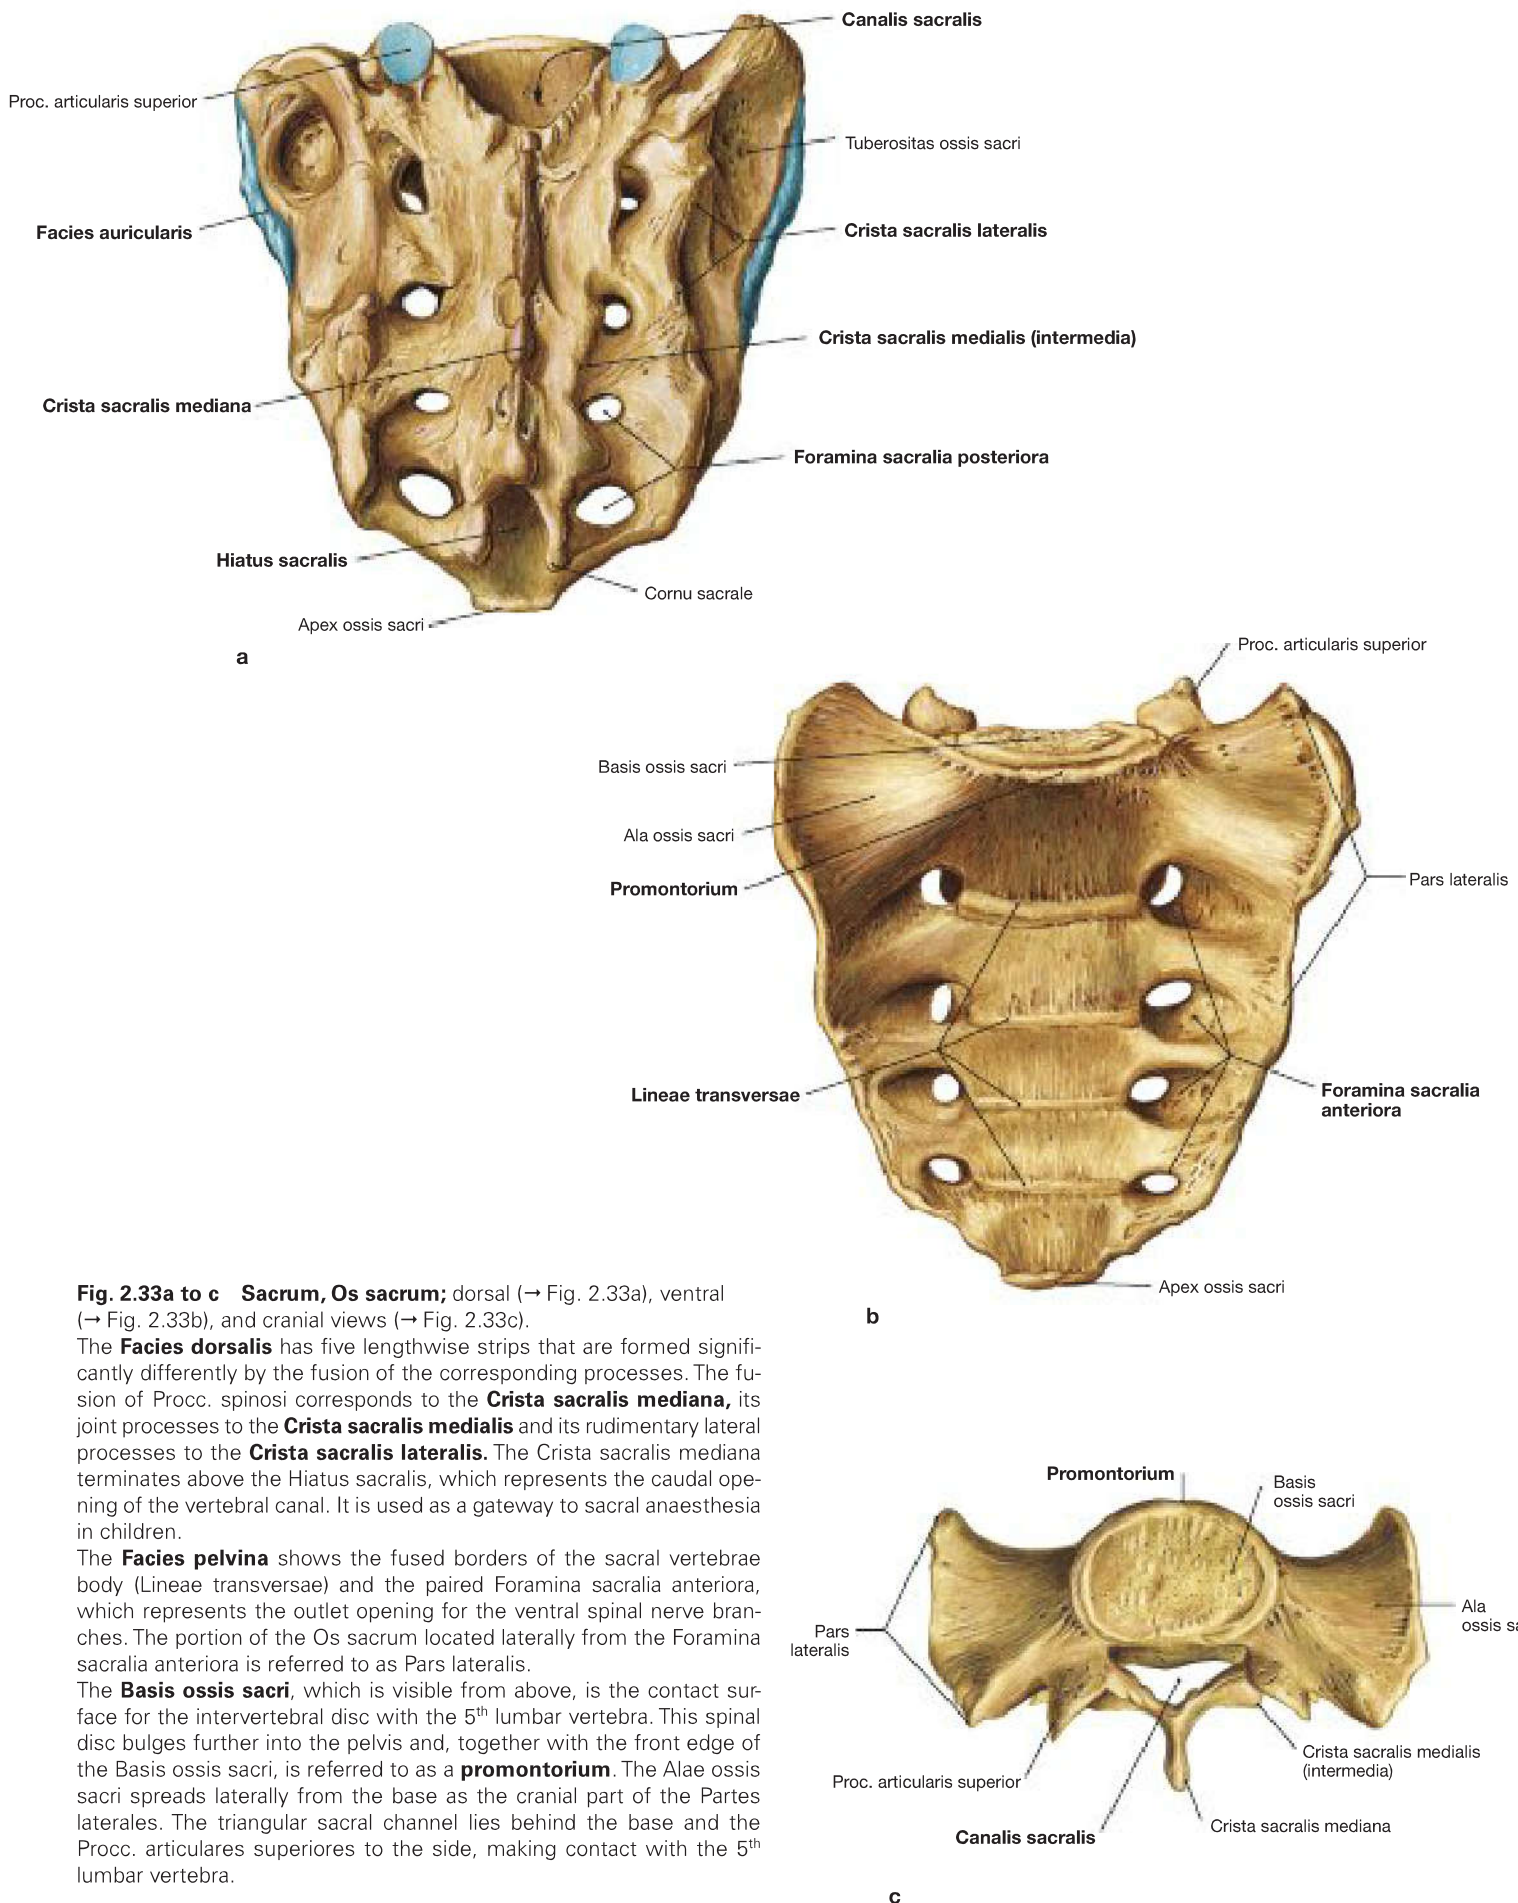 Canalis sacralis
Proc. articularis superior
Tuberositas ossis sacri
Facies auricularis
Crista sacralis lateralis
Crista sacralis medialis (intermedia)
Crista sacralis mediana
Foramina sacralia posteriora
Hiatus sacralis
Cornu sacrale
Apex ossis sacri
a
Proc. articularis superior
Basis ossis sacri
Ala ossis sacri
Promontorium
Pars lateralis
Lineae transversae
Foramina sacralia
anteriora
Apex ossis sacri
b
Fig. 2.33a to c Sacrum, Os sacrum; dorsal (→ Fig. 2.33a), ventral
(→ Fig. 2.33b), and cranial views (→ Fig. 2.33c).
The Facies dorsalis has five lengthwise strips that are formed signifi-
cantly differently by the fusion of the corresponding processes. The fu-
sion of Procc. spinosi corresponds to the Crista sacralis mediana, its
joint processes to the Crista sacralis medialis and its rudimentary lateral
processes to the Crista sacralis lateralis. The Crista sacralis mediana
terminates above the Hiatus sacralis, which represents the caudal ope-
ning of the vertebral canal. It is used as a gateway to sacral anaesthesia
in children.
The Facies pelvina shows the fused borders of the sacral vertebrae
body (Lineae transversae) and the paired Foramina sacralia anteriora,
which represents the outlet opening for the ventral spinal nerve bran-
ches. The portion of the Os sacrum located laterally from the Foramina
sacralia anteriora is referred to as Pars lateralis.
The Basis ossis sacri, which is visible from above, is the contact sur-
face for the intervertebral disc with the 5th lumbar vertebra. This spinal
disc bulges further into the pelvis and, together with the front edge of
the Basis ossis sacri, is referred to as a promontorium. The Alae ossis
sacri spreads laterally from the base as the cranial part of the Partes
laterales. The triangular sacral channel lies behind the base and the
Procc. articulares superiores to the side, making contact with the 5th
lumbar vertebra.
Promontorium
Basis
ossis sacri
Ala
ossis
Pars
lateralis
Crista sacralis medialis
(intermedia)
Proc. articularis superior
Crista sacralis mediana
Canalis sacralis
c